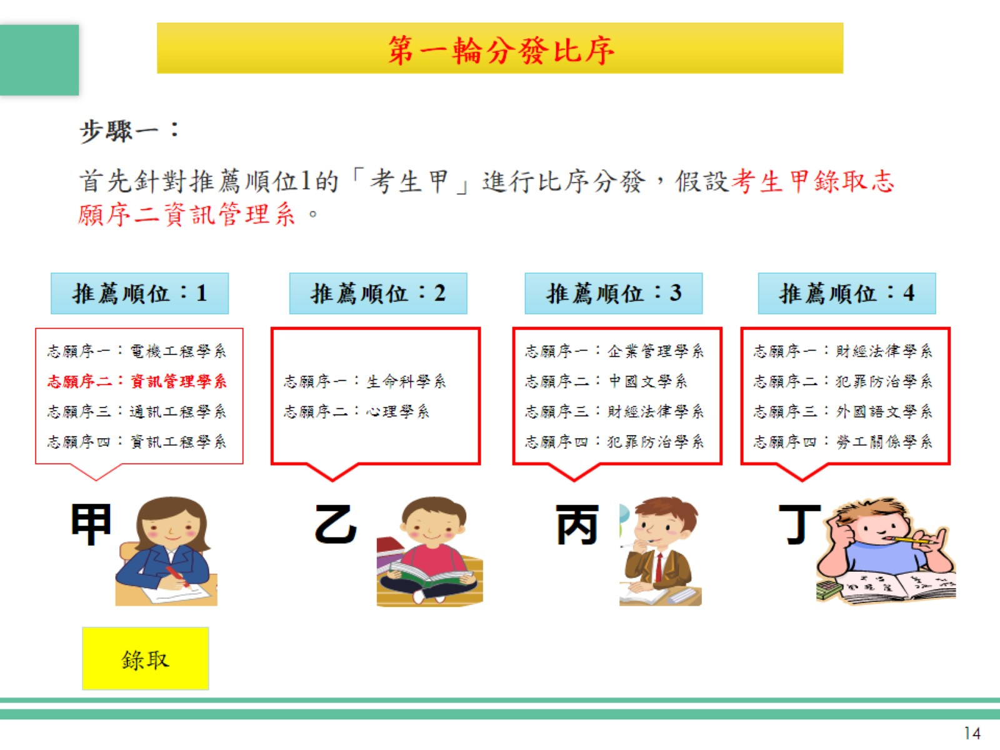 第一輪分發比序
步驟一：
首先針對推薦順位1的「考生甲」進行比序分發，假設考生甲錄取志
願序二資訊管理系。
推薦順位：1
志願序一：電機工程學系
志願序二：資訊管理學系
志願序三：通訊工程學系
志願序四：資訊工程學系
甲
錄取
推薦順位：2
志願序一：生命科學系
志願序二：心理學系
乙
推薦順位：3
志願序一：企業管理學系
志願序二：中國文學系
志願序三：財經法律學系
志願序四：犯罪防治學系
丙
推薦順位：4
志願序一：財經法律學系
志願序二：犯罪防治學系
志願序三：外國語文學系
志願序四：勞工關係學系
丁
14